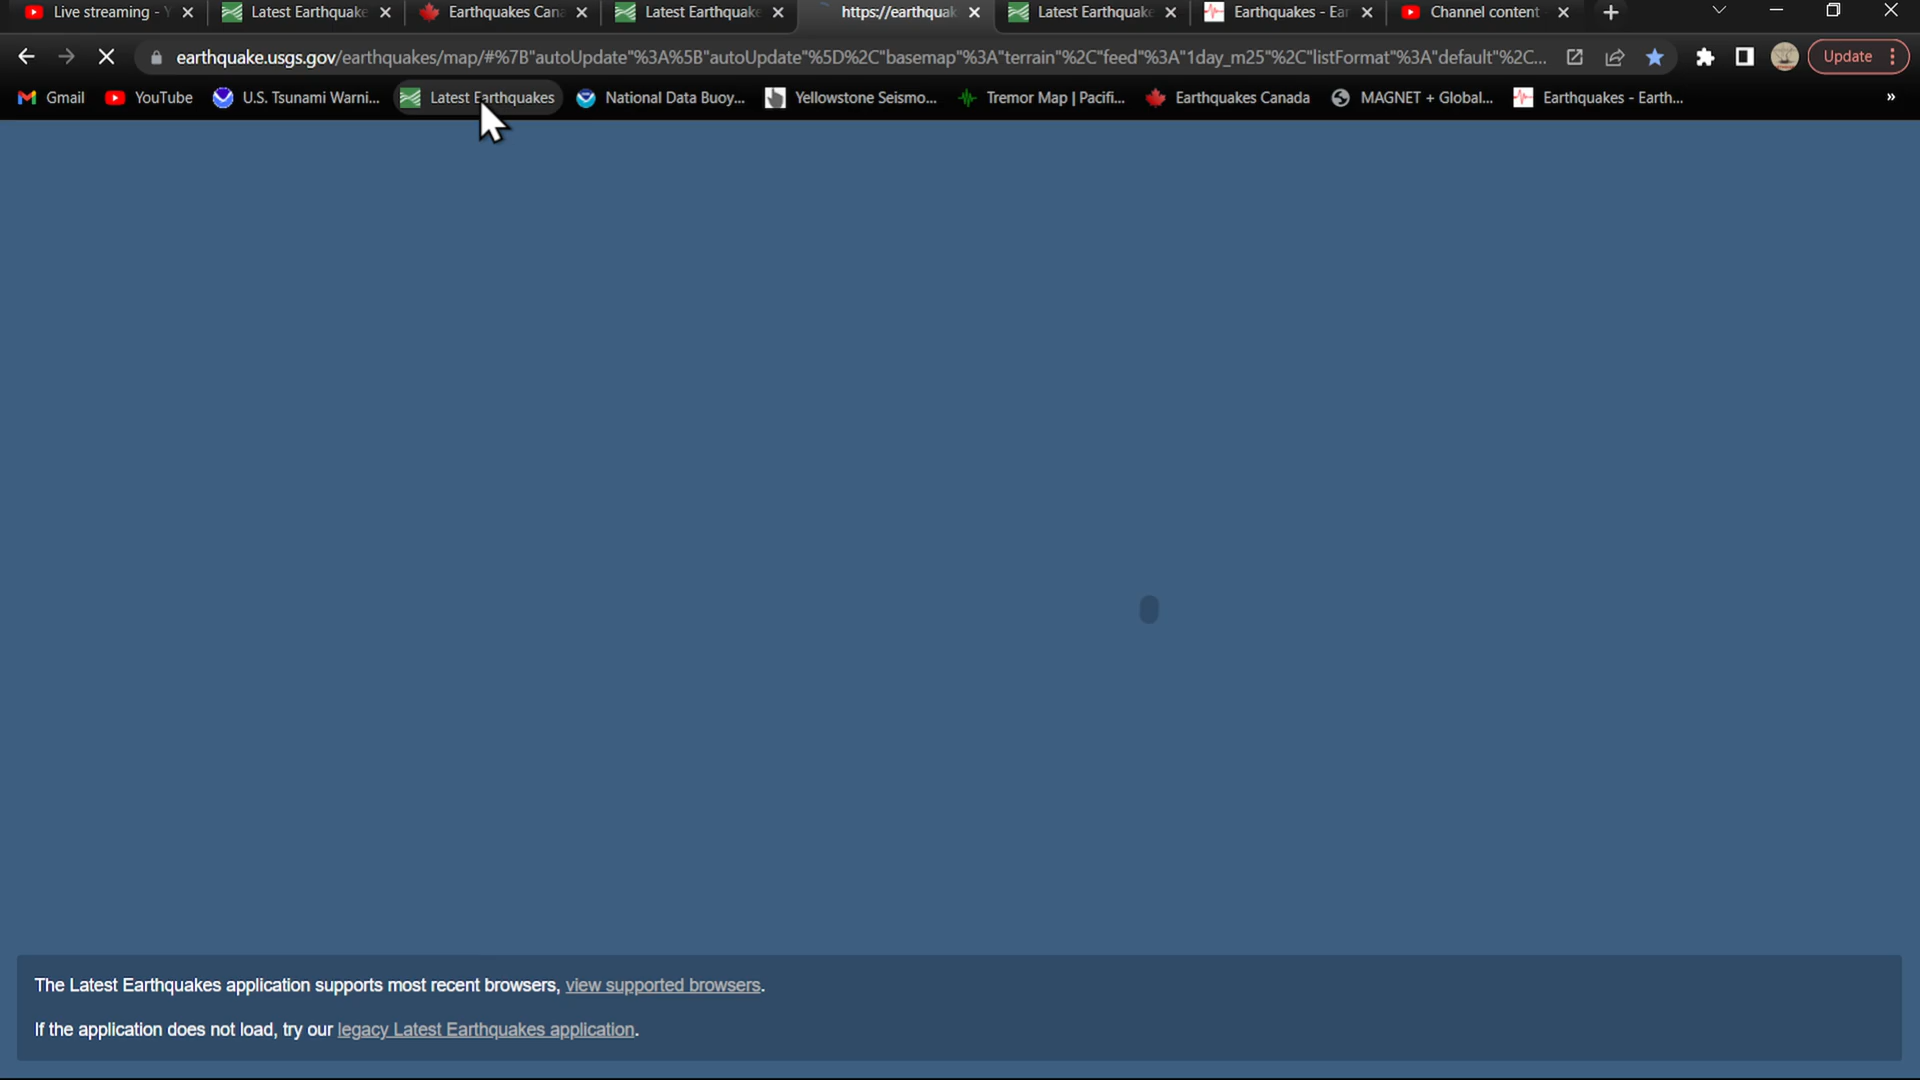 Live streaming - Y
Latest Earthquake
Earthquakes Can
Latest Earthquake
https://earthquak
Latest Earthquake
Earthquakes - Ear
Channel content
earthquake.usgs.gov/earthquakes/map/#%7B"autoUpdate"%3A%5B"autoUpdate"%5D%2C"basemap"%3A"terrain"%2C"feed"%3A"1day_m25"%2C"listFormat"%3A"default"%2C...
Update
Gmail
YouTube
U.S. Tsunami Warni...
Latest Earthquakes
National Data Buoy...
Yellowstone Seismo...
Tremor Map | Pacifi...
Earthquakes Canada
MAGNET + Global...
Earthquakes - Earth...
»
The Latest Earthquakes application supports most recent browsers, view supported browsers.
If the application does not load, try our legacy Latest Earthquakes application.